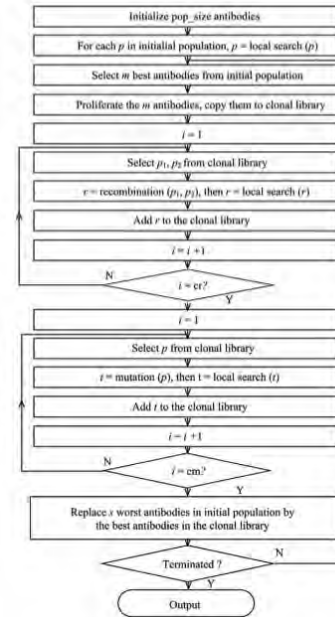 Initialize pop_size antibodies
For each p in initialial population, p = local search (p)
Select m best antibodies from initial population
Proliferate the m antibodies, copy them to clonal library
i = 1
Select p1, p2 from clonal library
r = recombination (p1, p2), then r = local search (r)
Add r to the clonal library
i = i +1
N
i = cr?
Y
i = 1
Select p from clonal library
t = mutation (p), then t = local search (t)
Add t to the clonal library
i = i +1
N
i = cm?
Y
Replace s worst antibodies in initial population by
the best antibodies in the clonal library
N
Terminated ?
Y
Output